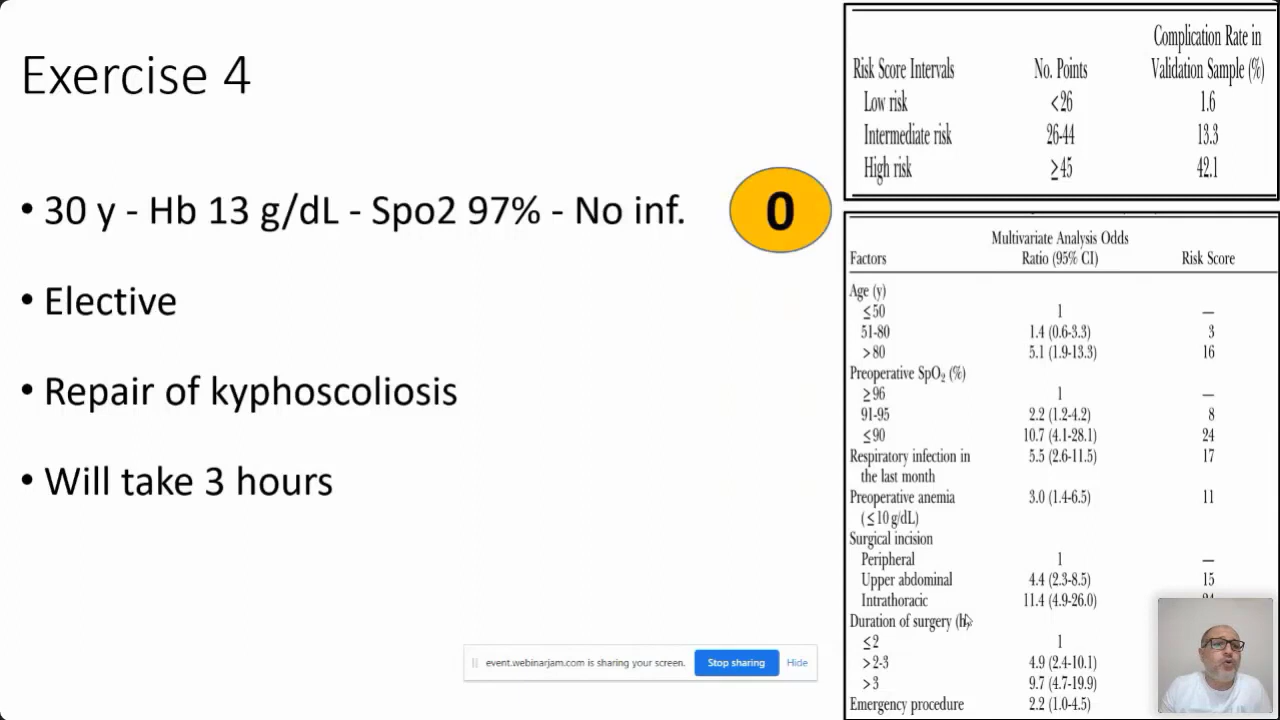 Exercise 4
• 30 y - Hb 13 g/dL - Spo2 97% - No inf.
0
• Elective
• Repair of kyphoscoliosis
• Will take 3 hours
Complication Rate in
Risk Score Intervals No. Points Validation Sample (%)
Low risk <26 1.6
Intermediate risk 26-44 13.3
High risk ≥45 42.1
Multivariate Analysis Odds
Factors Ratio (95% CI) Risk Score
Age (y)
≤50 1 —
51-80 1.4 (0.6-3.3) 3
>80 5.1 (1.9-13.3) 16
Preoperative SpO2 (%)
≥96 1 —
91-95 2.2 (1.2-4.2) 8
≤90 10.7 (4.1-28.1) 24
Respiratory infection in 5.5 (2.6-11.5) 17
the last month
Preoperative anemia 3.0 (1.4-6.5) 11
(≤10 g/dL)
Surgical incision
Peripheral 1 —
Upper abdominal 4.4 (2.3-8.5) 15
Intrathoracic 11.4 (4.9-26.0)
Duration of surgery (h)
≤2 1
>2-3 4.9 (2.4-10.1)
>3 9.7 (4.7-19.9)
Emergency procedure 2.2 (1.0-4.5)
event.webinarjam.com is sharing your screen. Stop sharing Hide